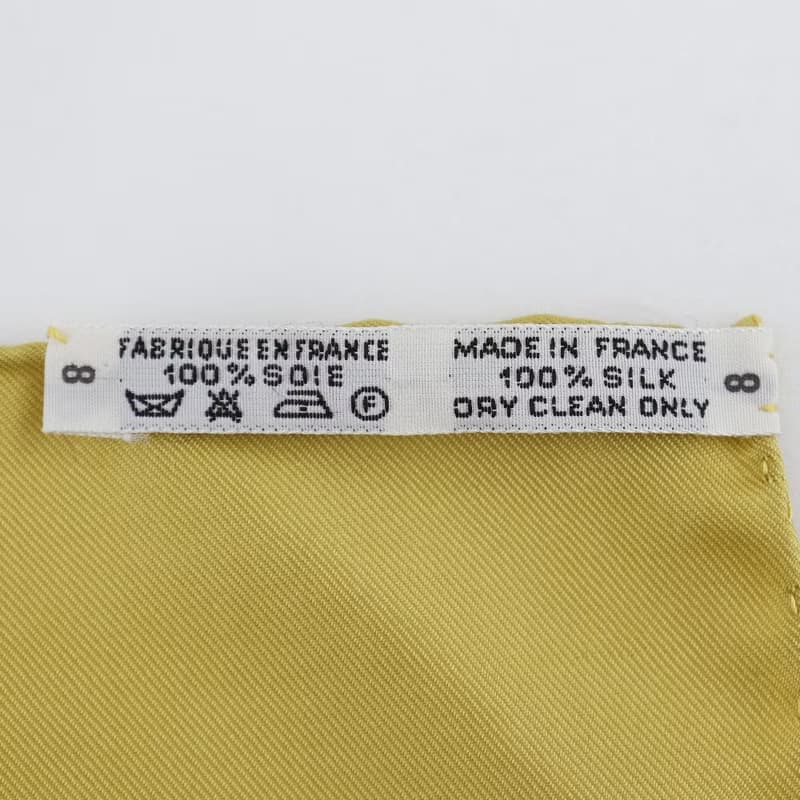 8
FABRIQUE EN FRANCE
100% SOIE
F
MADE IN FRANCE
100% SILK
DRY CLEAN ONLY
8